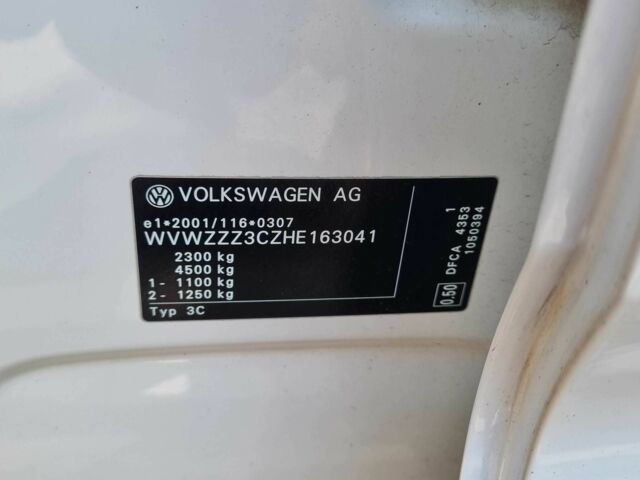 VOLKSWAGEN AG
e1*2001/116*0307
WVWZZZ3CZHE163041
2300 kg
4500 kg
1 - 1100 kg
2 - 1250 kg
Typ 3C
0.50 DFCA 4353 1
1050394